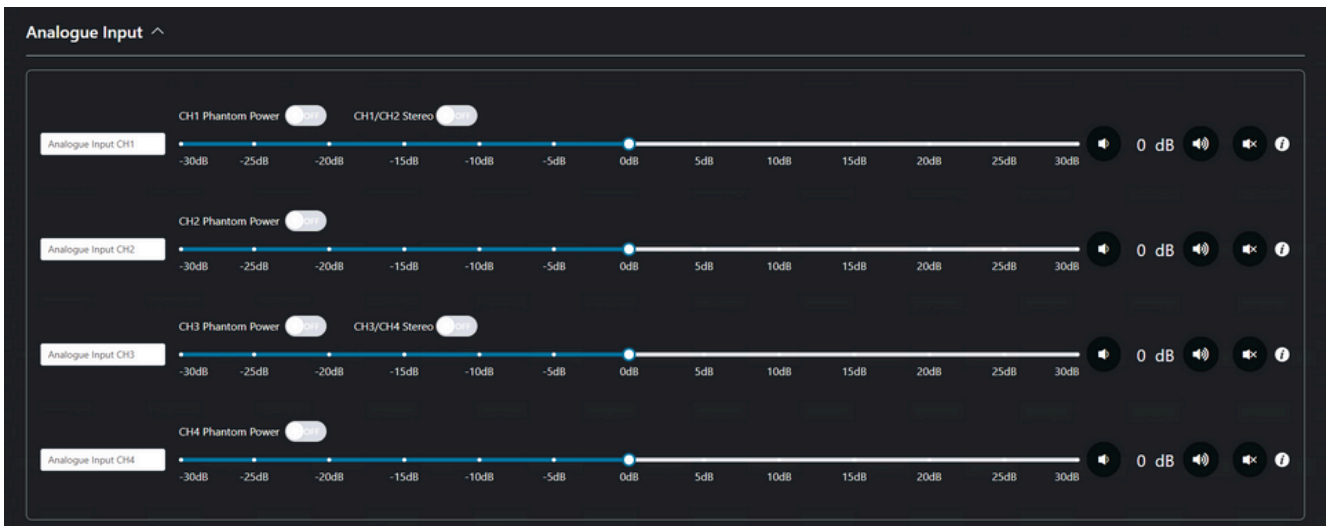 Analogue Input
CH1 Phantom Power OFF CH1/CH2 Stereo OFF
Analogue Input CH1 0 dB
-30dB -25dB -20dB -15dB -10dB -5dB 0dB 5dB 10dB 15dB 20dB 25dB 30dB
CH2 Phantom Power OFF
Analogue Input CH2 0 dB
-30dB -25dB -20dB -15dB -10dB -5dB 0dB 5dB 10dB 15dB 20dB 25dB 30dB
CH3 Phantom Power OFF CH3/CH4 Stereo OFF
Analogue Input CH3 0 dB
-30dB -25dB -20dB -15dB -10dB -5dB 0dB 5dB 10dB 15dB 20dB 25dB 30dB
CH4 Phantom Power OFF
Analogue Input CH4 0 dB
-30dB -25dB -20dB -15dB -10dB -5dB 0dB 5dB 10dB 15dB 20dB 25dB 30dB